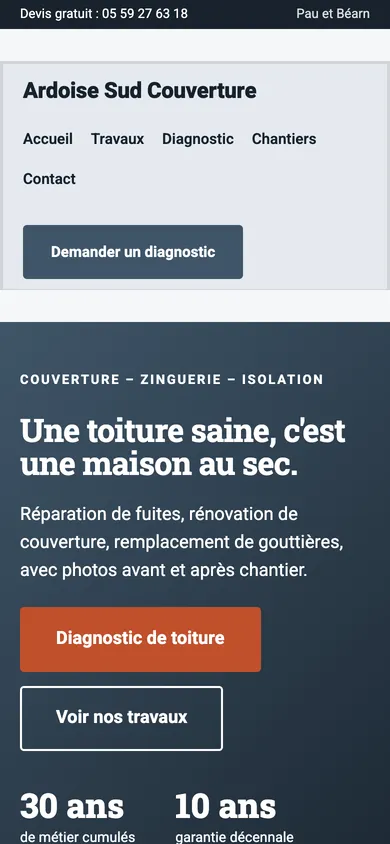 Devis gratuit : 05 59 27 63 18
Pau et Béarn
Ardoise Sud Couverture
Accueil Travaux Diagnostic Chantiers
Contact
Demander un diagnostic
COUVERTURE – ZINGUERIE – ISOLATION
Une toiture saine, c'est
une maison au sec.
Réparation de fuites, rénovation de
couverture, remplacement de gouttières,
avec photos avant et après chantier.
Diagnostic de toiture
Voir nos travaux
30 ans 10 ans
de métier cumulés garantie décennale